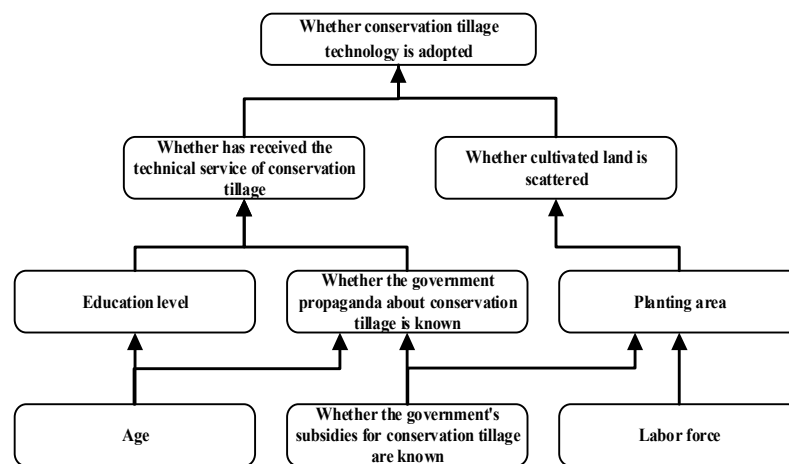 Whether conservation tillage
technology is adopted
Whether has received the
technical service of conservation
tillage
Whether cultivated land is
scattered
Education level
Whether the government
propaganda about conservation
tillage is known
Planting area
Age
Whether the government's
subsidies for conservation tillage
are known
Labor force